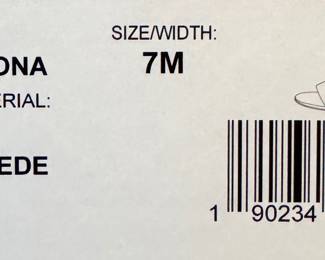 SIZE/WIDTH:
ONA 7M
ERIAL:
EDE
1 90234